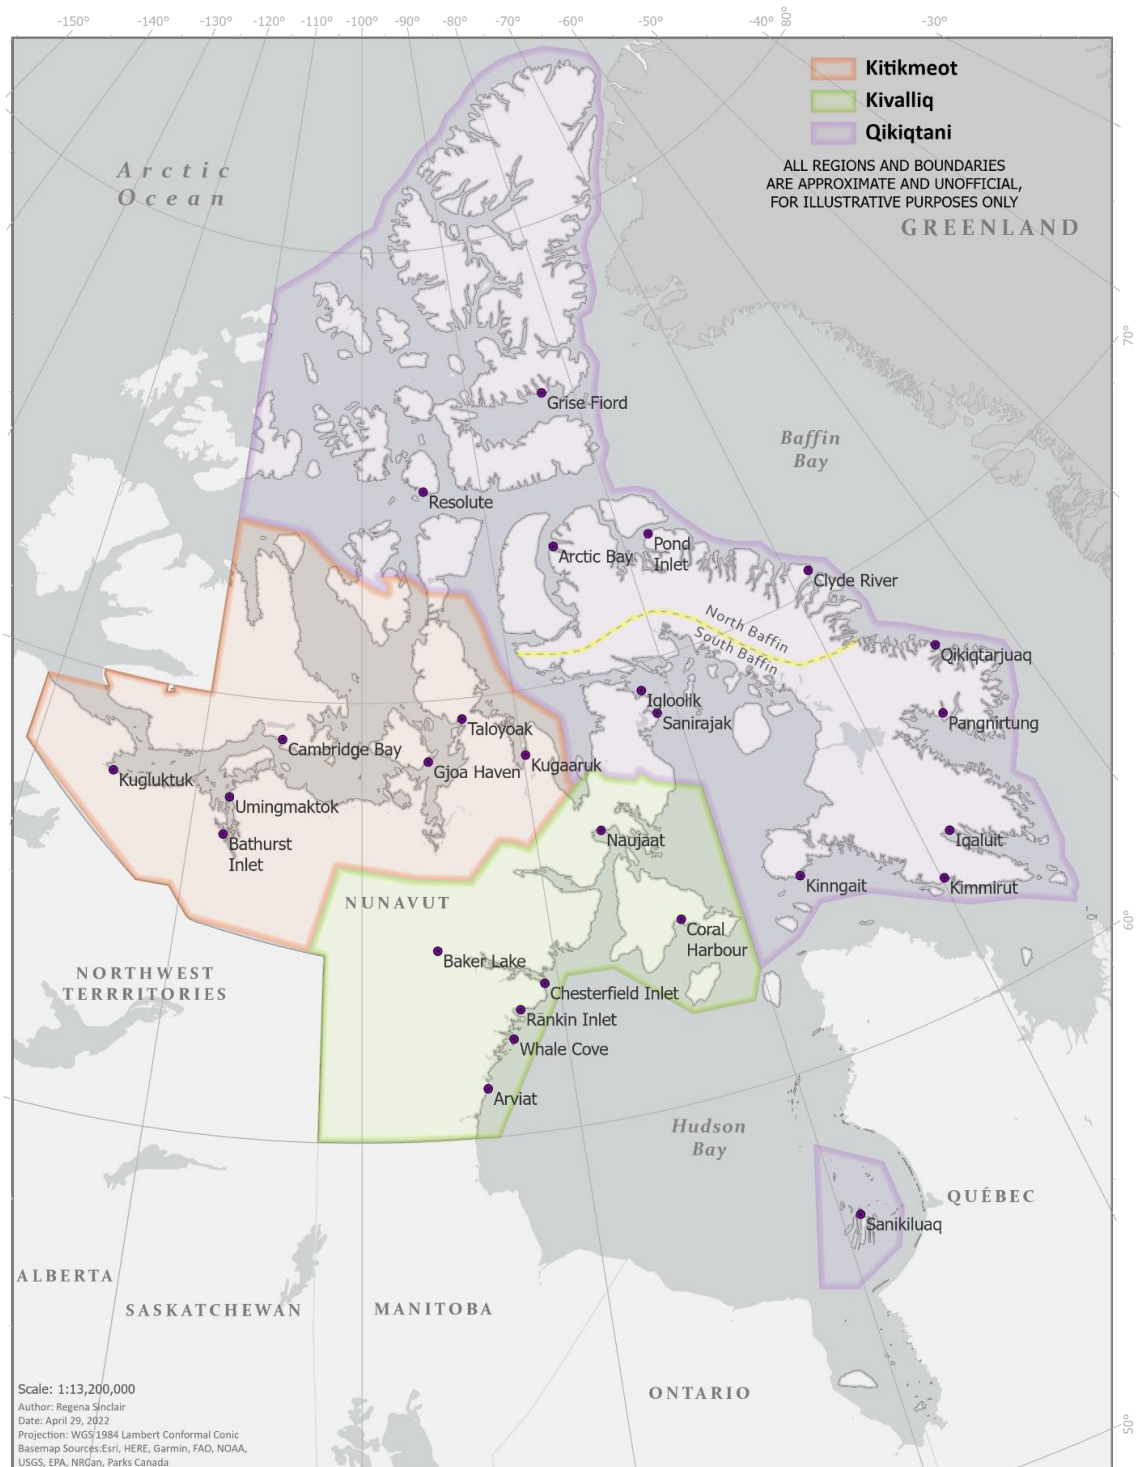 -150°
-140°
-130°
-120°
-110°
-100°
-90°
-80°
-70°
-60°
-50°
-40°
80°
-30°
Kitikmeot
Kivalliq
Qikiqtani
ALL REGIONS AND BOUNDARIES
ARE APPROXIMATE AND UNOFFICIAL,
FOR ILLUSTRATIVE PURPOSES ONLY
Arctic
Ocean
GREENLAND
70°
Grise Fiord
Baffin
Bay
Resolute
Arctic Bay
Pond
Inlet
Clyde River
North Baffin
South Baffin
Qikiqtarjuaq
Igloolik
Sanirajak
Pangnirtung
Taloyoak
Cambridge Bay
Kugaaruk
Gjoa Haven
Kugluktuk
Umingmaktok
Bathurst
Inlet
Naujaat
Iqaluit
Kinngait
Kimmirut
NUNAVUT
60°
Coral
Harbour
Baker Lake
NORTHWEST
TERRRITORIES
Chesterfield Inlet
Rankin Inlet
Whale Cove
Arviat
Hudson
Bay
QUÉBEC
Sanikiluaq
ALBERTA
SASKATCHEWAN
MANITOBA
ONTARIO
50°
Scale: 1:13,200,000
Author: Regena Sinclair
Date: April 29, 2022
Projection: WGS 1984 Lambert Conformal Conic
Basemap Sources:Esri, HERE, Garmin, FAO, NOAA,
USGS, EPA, NRCan, Parks Canada